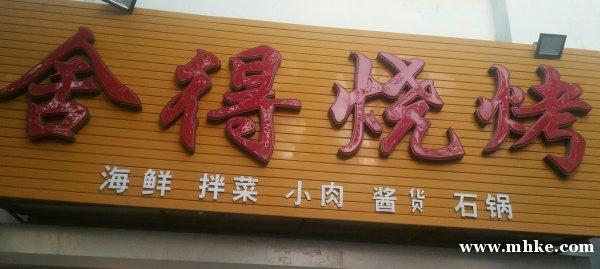 舍得烧烤
海鲜 拌菜 小肉 酱货 石锅
www.mhke.com